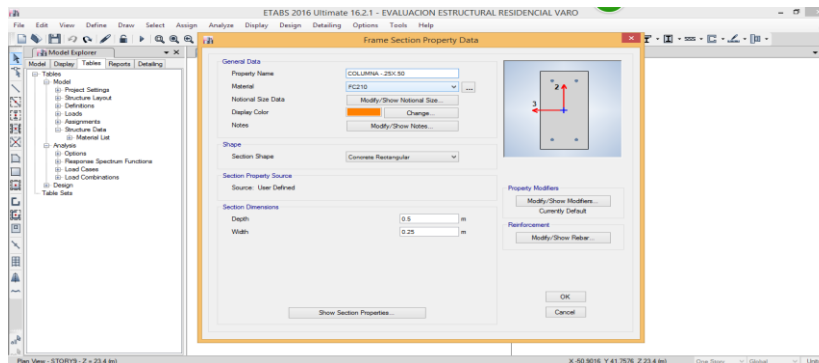 ETABS 2016 Ultimate 16.2.1 - EVALUACION ESTRUCTURAL RESIDENCIAL VARO
File Edit View Define Draw Select Assign Analyze Display Design Detailing Options Tools Help
Model Explorer
Model Display Tables Reports Detailing
Tables
Model
Project Settings
Structure Layout
Definitions
Loads
Assignments
Structure Data
Material List
Analysis
Options
Response Spectrum Functions
Load Cases
Load Combinations
Design
Table Sets
Frame Section Property Data
General Data
Property Name COLUMNA - 25X.50
Material FC210 ...
Notional Size Data Modify/Show Notional Size...
Display Color Change...
Notes Modify/Show Notes...
Shape
Section Shape Concrete Rectangular
Section Property Source
Source: User Defined
Section Dimensions
Depth 0.5 m
Width 0.25 m
Show Section Properties...
2
3
Property Modifiers
Modify/Show Modifiers...
Currently Default
Reinforcement
Modify/Show Rebar...
OK
Cancel
Plan View - STORY9 - Z = 23.4 (m)
X -50.9016 Y 41.7576 Z 23.4 (m)
One Story
Global
Units